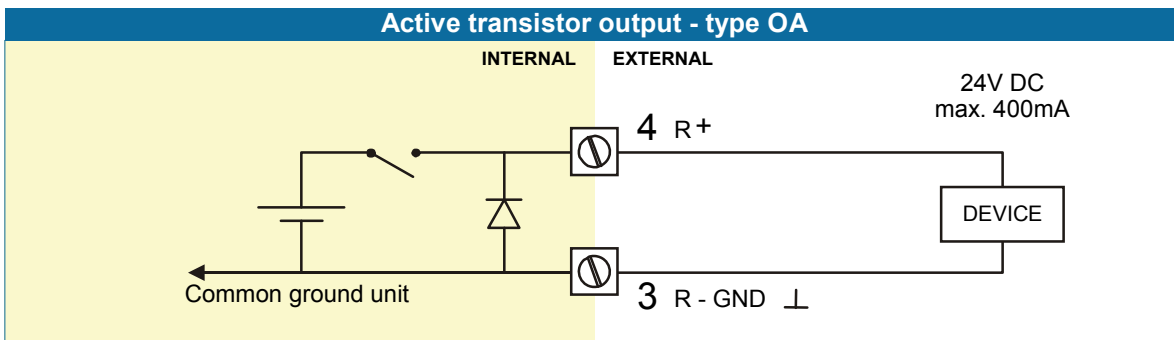 Active transistor output - type OA
INTERNAL
EXTERNAL
24V DC
max. 400mA
4 R+
DEVICE
Common ground unit
3 R - GND ⊥